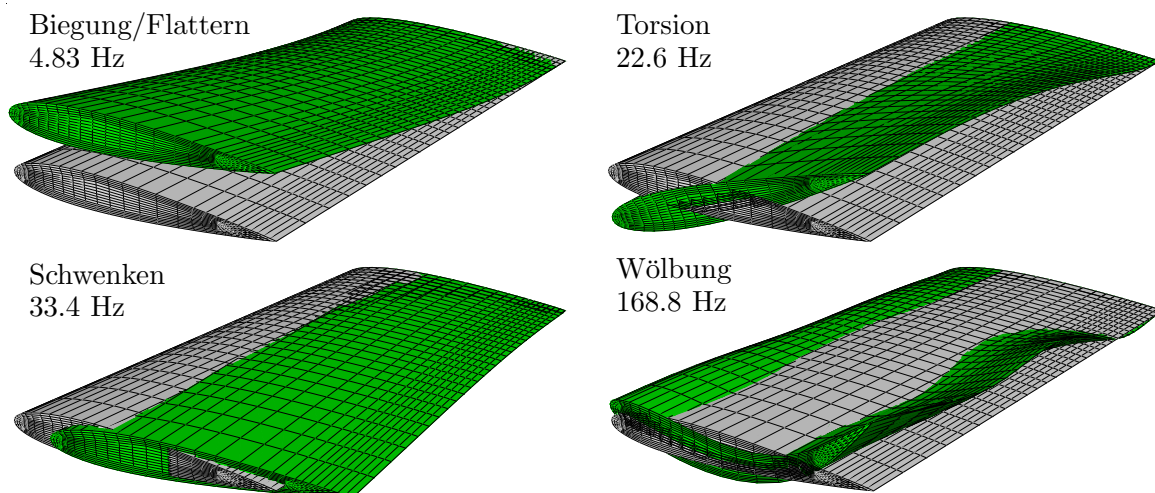 Biegung/Flattern
4.83 Hz
Torsion
22.6 Hz
Schwenken
33.4 Hz
Wölbung
168.8 Hz